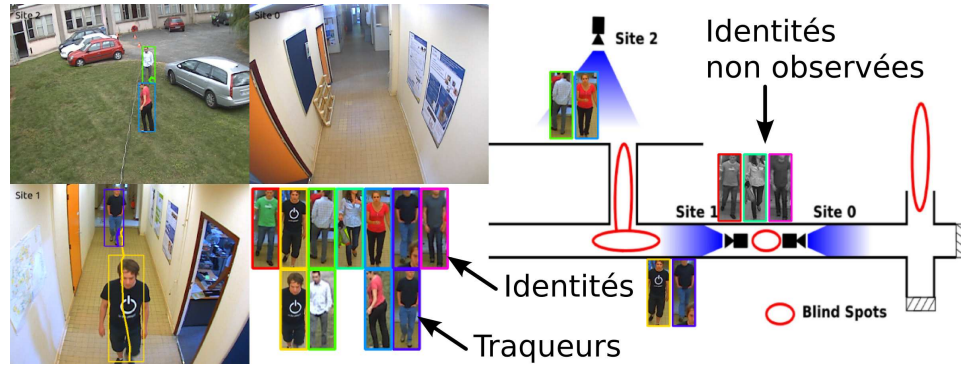 Site 2
Site 0
Site 2
Identités
non observées
Site 1
Site 1
Site 0
Identités
Blind Spots
Traqueurs